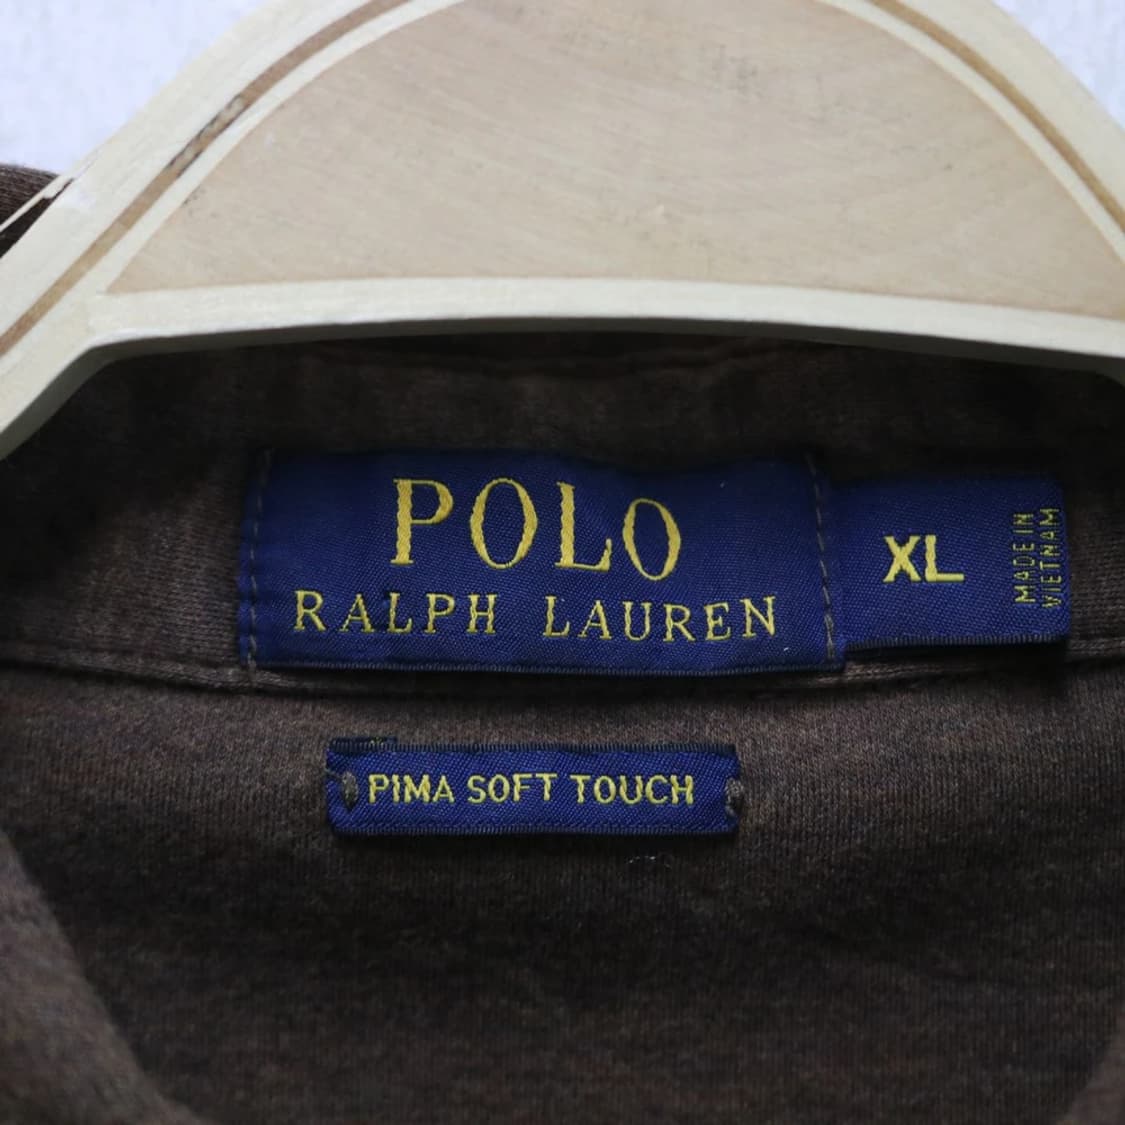 POLO
RALPH LAUREN
XL
MADE IN
VIETNAM
PIMA SOFT TOUCH